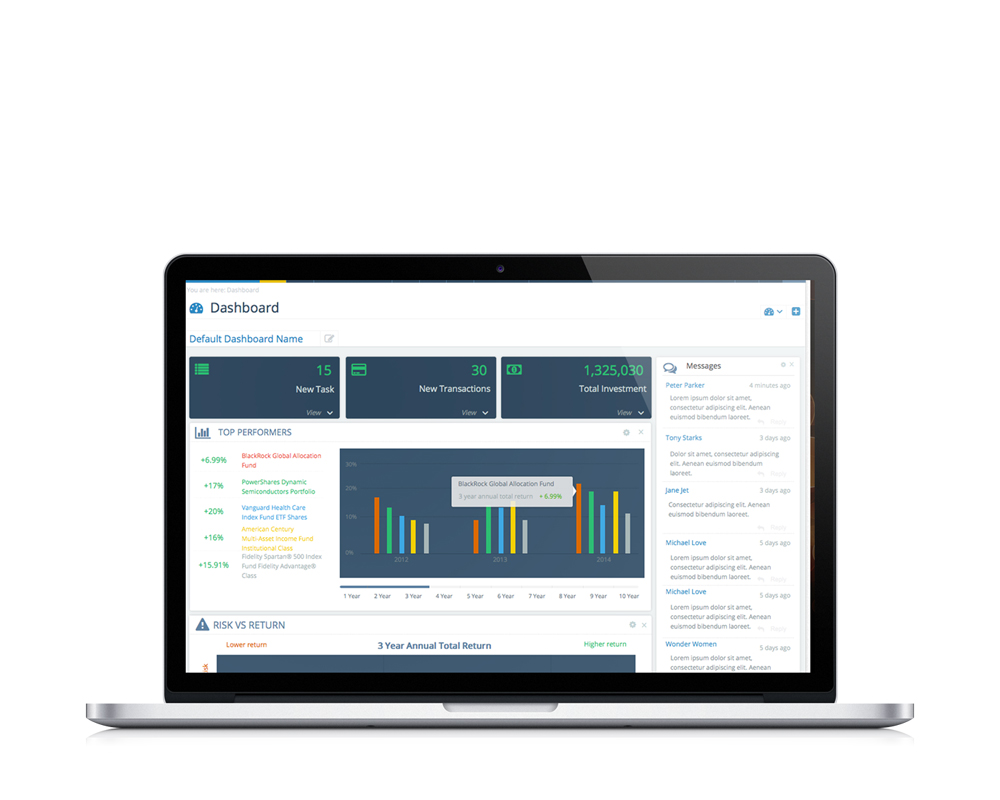 You are here: Dashboard
Dashboard
Default Dashboard Name
15
New Task
View
30
New Transactions
View
1,325,030
Total Investment
View
TOP PERFORMERS
+6.99%
BlackRock Global Allocation
Fund
+17%
PowerShares Dynamic
Semiconductors Portfolio
+20%
Vanguard Health Care
Index Fund ETF Shares
+16%
American Century
Multi-Asset Income Fund
Institutional Class
+15.91%
Fidelity Spartan® 500 Index
Fund Fidelity Advantage®
Class
30%
20%
10%
0%
BlackRock Global Allocation Fund
3 year annual total return + 6.99%
2012
2013
2014
1 Year 2 Year 3 Year 4 Year 5 Year 6 Year 7 Year 8 Year 9 Year 10 Year
RISK VS RETURN
Lower return
3 Year Annual Total Return
Higher return
Messages
Peter Parker
4 minutes ago
Lorem ipsum dolor sit amet,
consectetur adipiscing elit. Aenean
euismod bibendum laoreet.
Reply
Tony Starks
3 days ago
Dolor sit amet, consectetur adipiscing
elit. Aenean euismod bibendum
laoreet.
Reply
Jane Jet
3 days ago
Consectetur adipiscing elit. Aenean
euismod bibendum laoreet.
Reply
Michael Love
5 days ago
Lorem ipsum dolor sit amet,
consectetur adipiscing elit. Aenean
euismod bibendum laoreet.
Reply
Michael Love
5 days ago
Lorem ipsum dolor sit amet,
consectetur adipiscing elit. Aenean
euismod bibendum laoreet.
Reply
Wonder Women
5 days ago
Lorem ipsum dolor sit amet,
consectetur adipiscing elit. Aenean